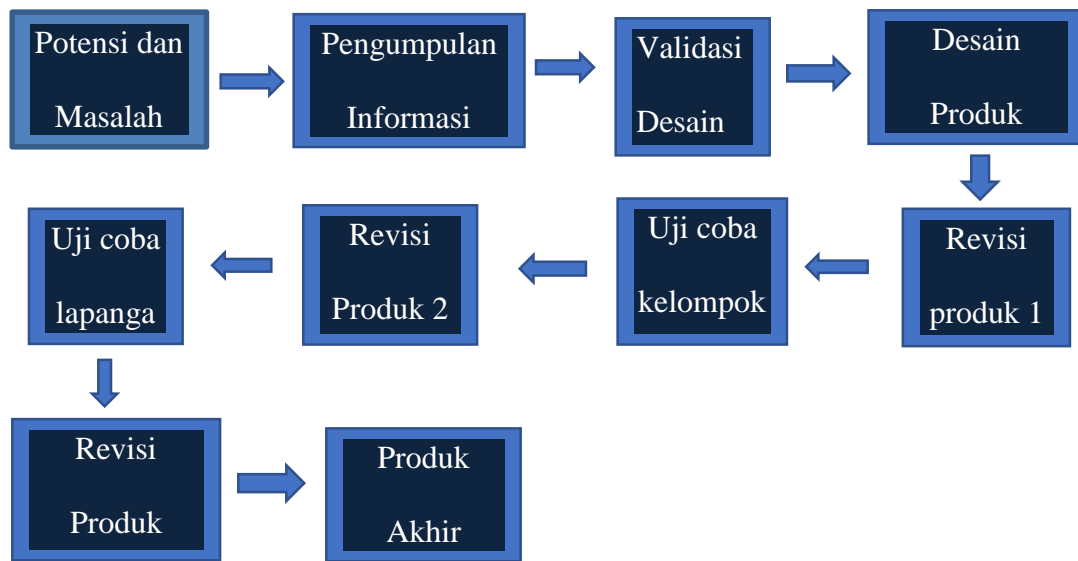 Potensi dan
Masalah
Pengumpulan
Informasi
Validasi
Desain
Desain
Produk
Revisi
produk 1
Uji coba
kelompok
Revisi
Produk 2
Uji coba
lapanga
Revisi
Produk
Produk
Akhir